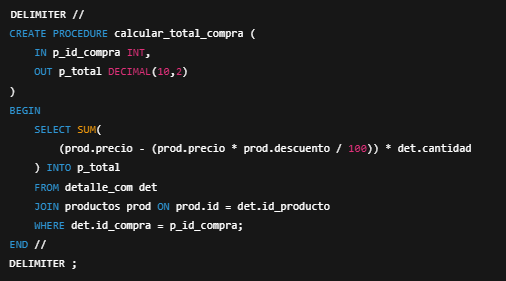 DELIMITER //
CREATE PROCEDURE calcular_total_compra (
    IN p_id_compra INT,
    OUT p_total DECIMAL(10,2)
)
BEGIN
    SELECT SUM(
        (prod.precio - (prod.precio * prod.descuento / 100)) * det.cantidad
    ) INTO p_total
    FROM detalle_com det
    JOIN productos prod ON prod.id = det.id_producto
    WHERE det.id_compra = p_id_compra;
END //
DELIMITER ;